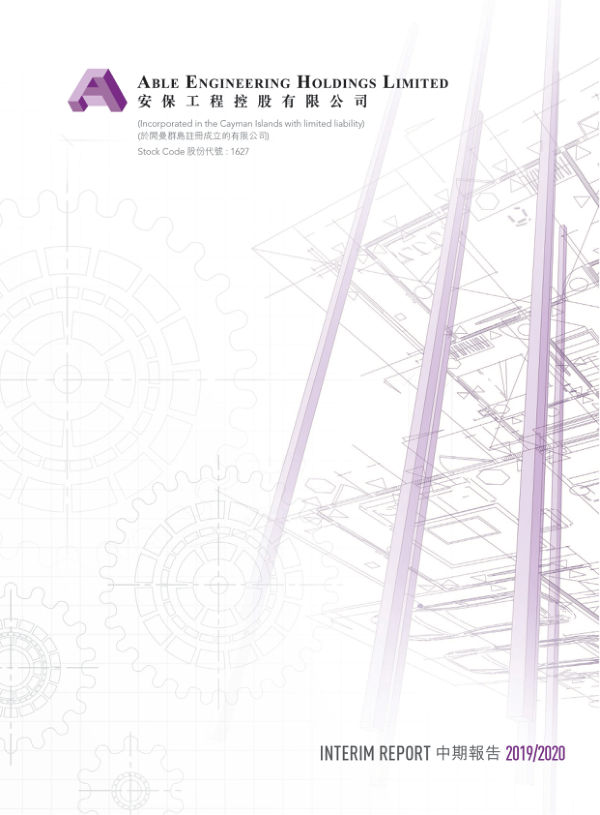 ABLE ENGINEERING HOLDINGS LIMITED
安保工程控股有限公司
(Incorporated in the Cayman Islands with limited liability)
(於開曼群島註冊成立的有限公司)
Stock Code 股份代號 : 1627
INTERIM REPORT 中期報告 2019/2020